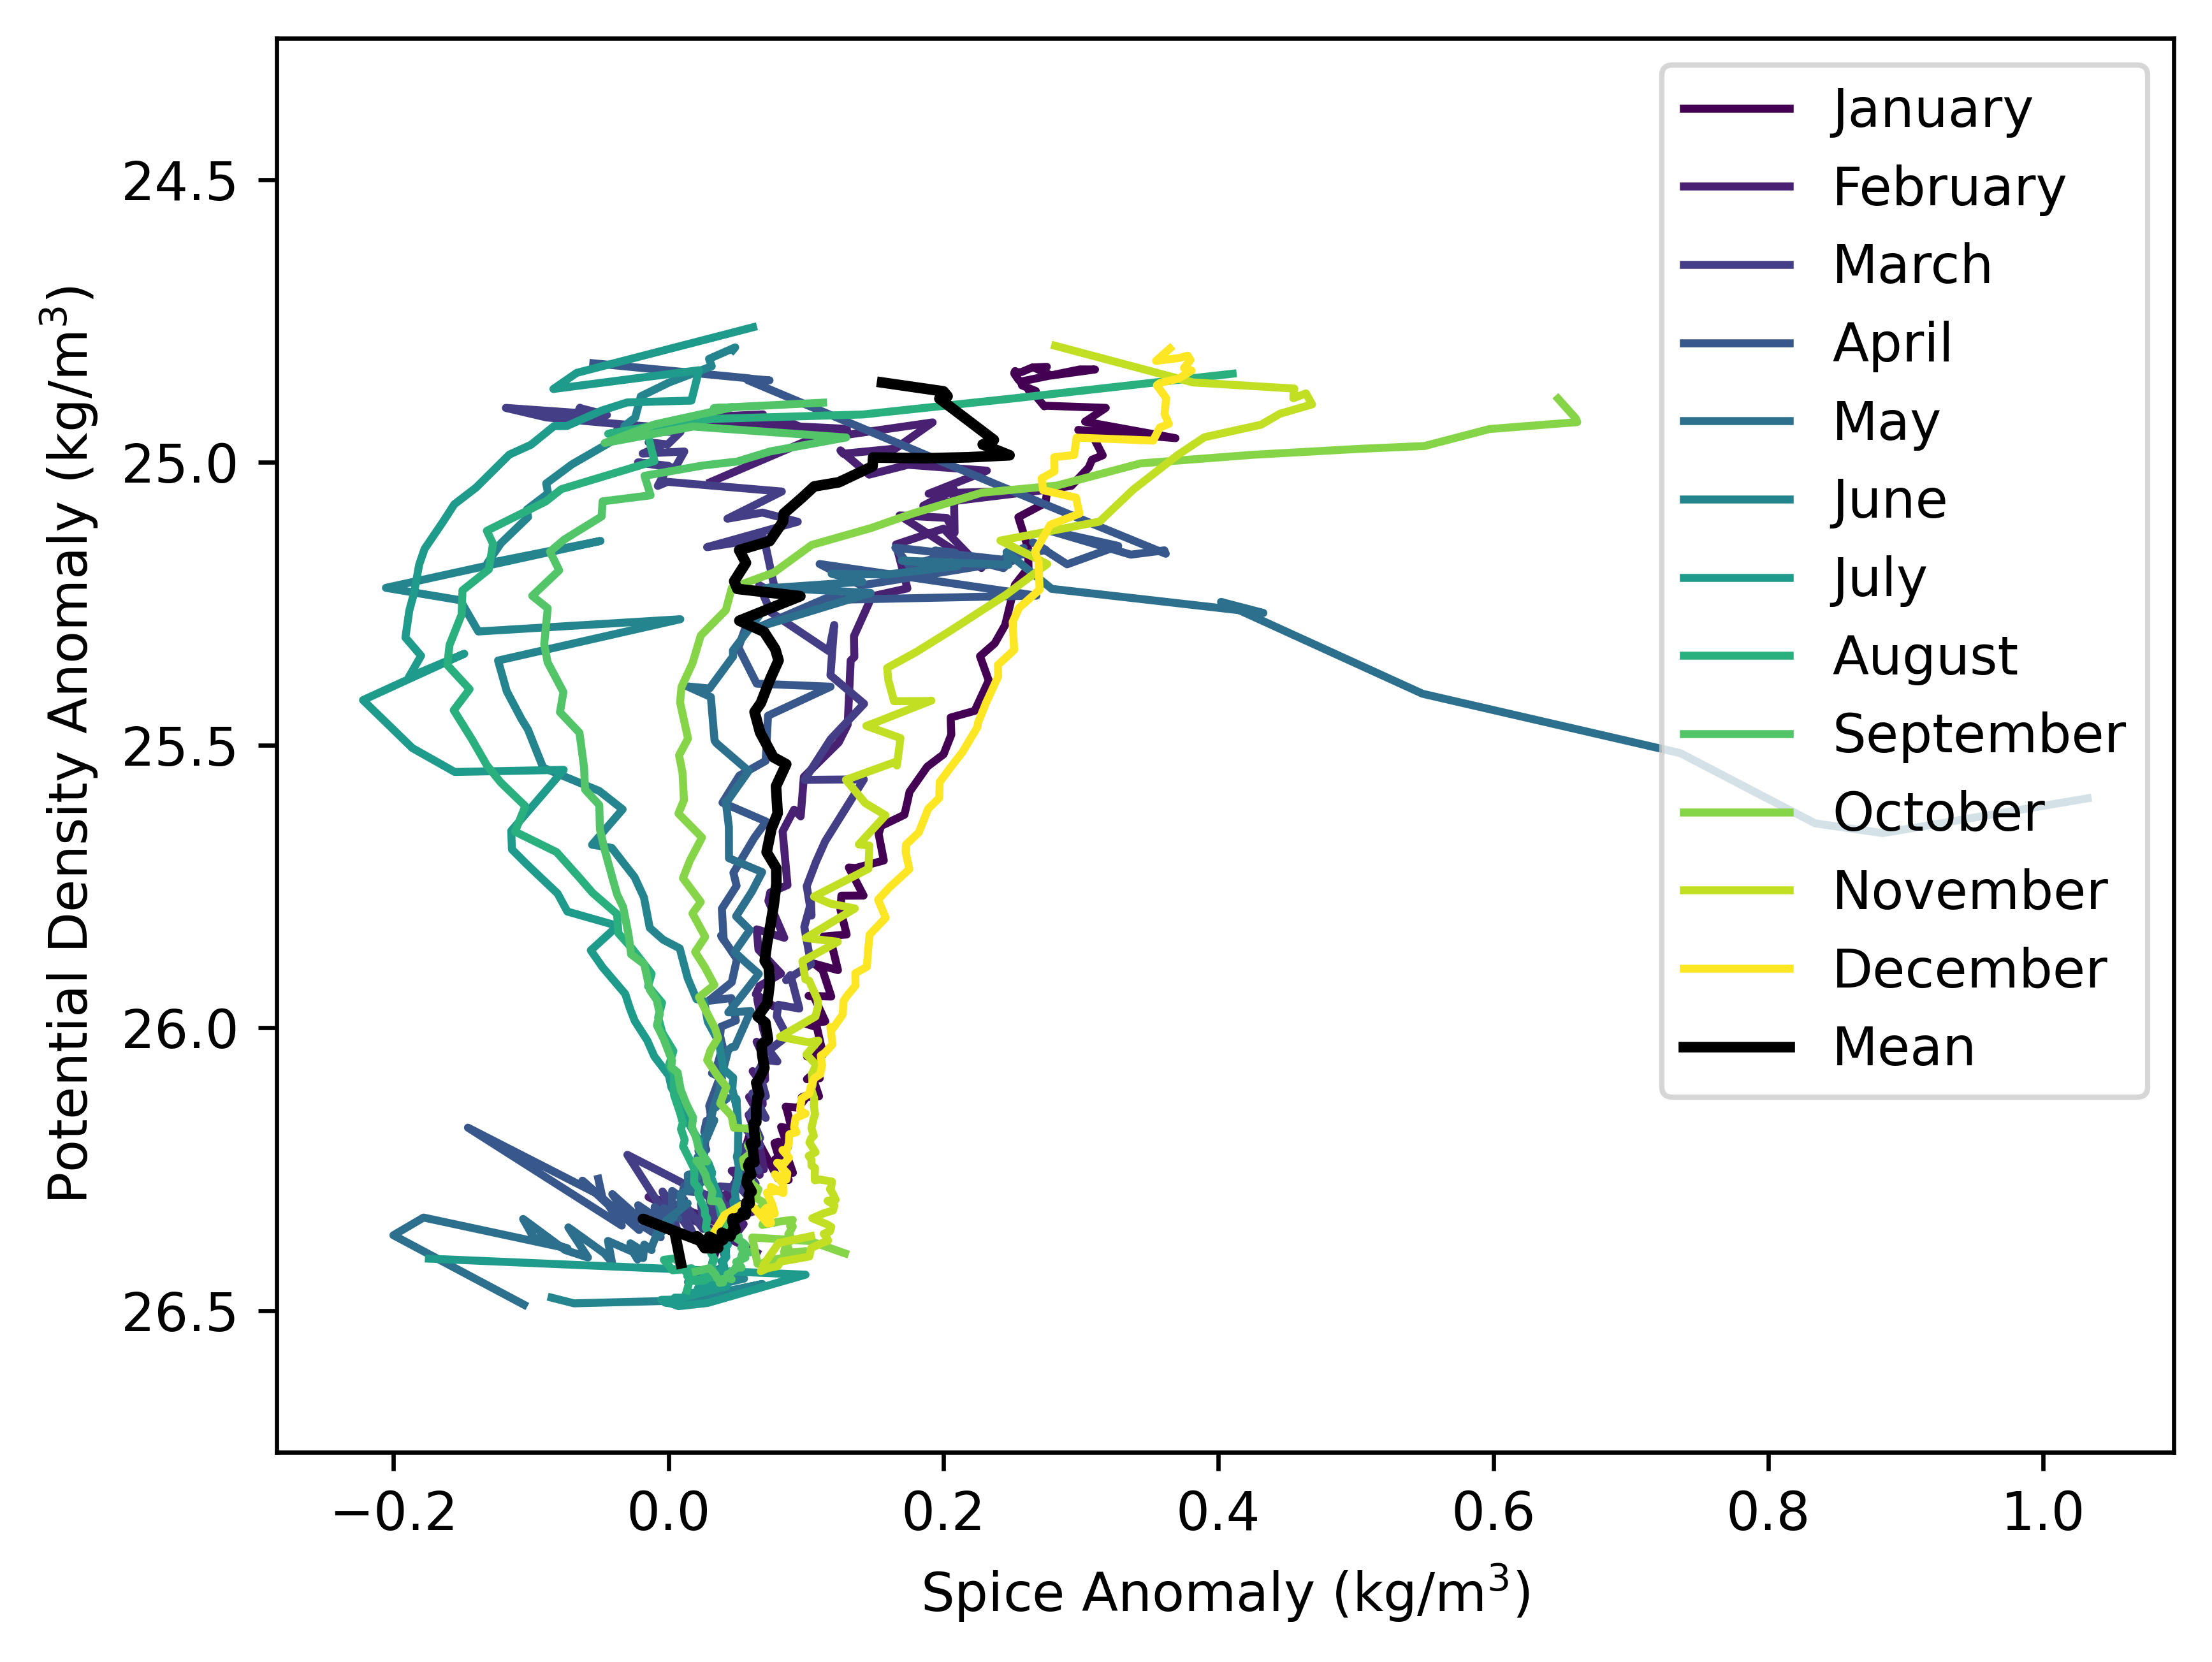 24.5
25.0
25.5
26.0
26.5
Potential Density Anomaly (kg/m³)
−0.2 0.0 0.2 0.4 0.6 0.8 1.0
Spice Anomaly (kg/m³)
January
February
March
April
May
June
July
August
September
October
November
December
Mean